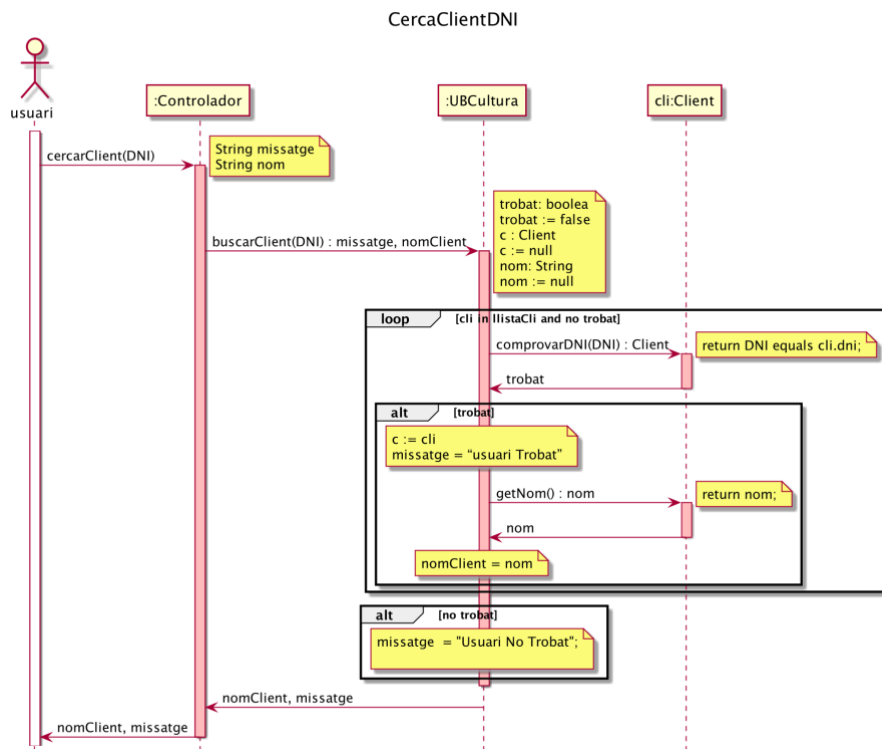 CercaClientDNI
usuari
:Controlador
:UBCultura
cli:Client
cercarClient(DNI)
String missatge
String nom
buscarClient(DNI) : missatge, nomClient
trobat: boolea
trobat := false
c : Client
c := null
nom: String
nom := null
loop
[cli in llistaCli and no trobat]
comprovarDNI(DNI) : Client
return DNI equals cli.dni;
trobat
alt
[trobat]
c := cli
missatge = “usuari Trobat”
getNom() : nom
return nom;
nom
nomClient = nom
alt
[no trobat]
missatge  = "Usuari No Trobat";
nomClient, missatge
nomClient, missatge